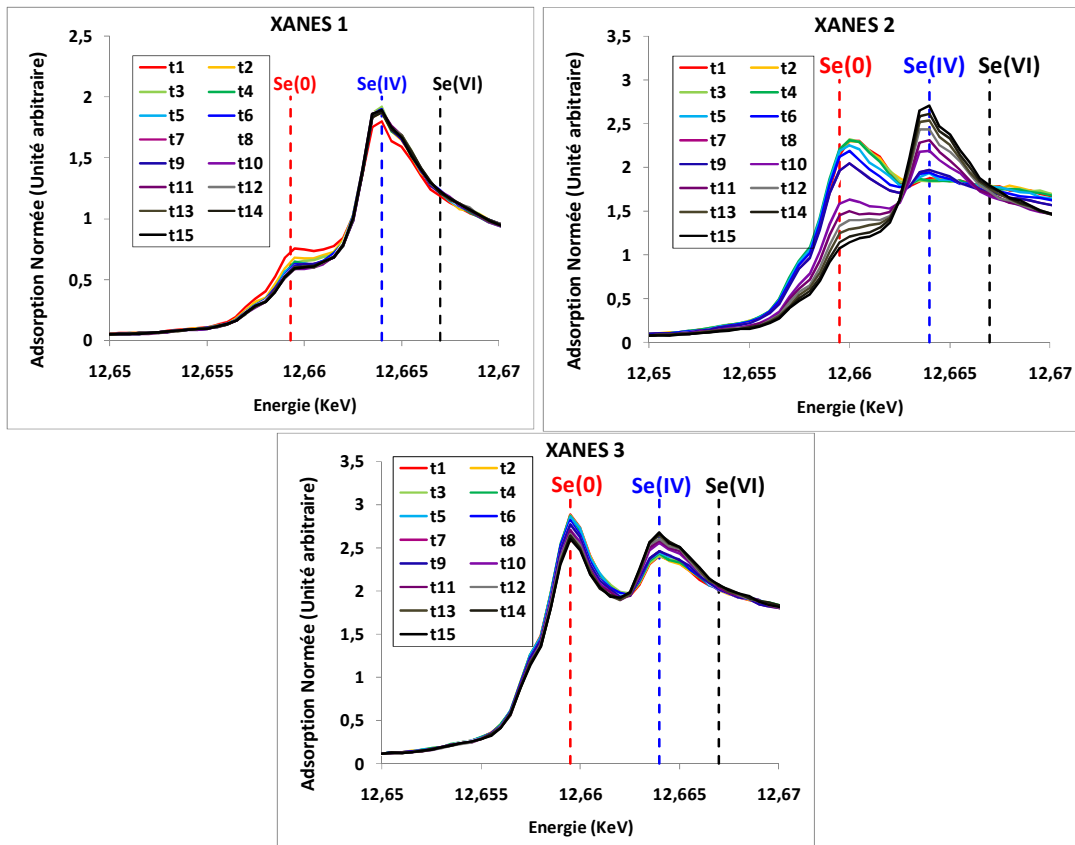 XANES 1
Adsorption Normée (Unité arbitraire)
2,5
2
1,5
1
0,5
0
t1 t2
t3 t4
t5 t6
t7 t8
t9 t10
t11 t12
t13 t14
t15
Se(0) Se(IV) Se(VI)
12,65 12,655 12,66 12,665 12,67
Energie (KeV)
XANES 2
Adsorption Normée (Unité arbitraire)
3,5
3
2,5
2
1,5
1
0,5
0
t1 t2
t3 t4
t5 t6
t7 t8
t9 t10
t11 t12
t13 t14
t15
Se(0) Se(IV) Se(VI)
12,65 12,655 12,66 12,665 12,67
Energie (KeV)
XANES 3
Adsorption Normée (Unité arbitraire)
3,5
3
2,5
2
1,5
1
0,5
0
t1 t2
t3 t4
t5 t6
t7 t8
t9 t10
t11 t12
t13 t14
t15
Se(0) Se(IV) Se(VI)
12,65 12,655 12,66 12,665 12,67
Energie (KeV)